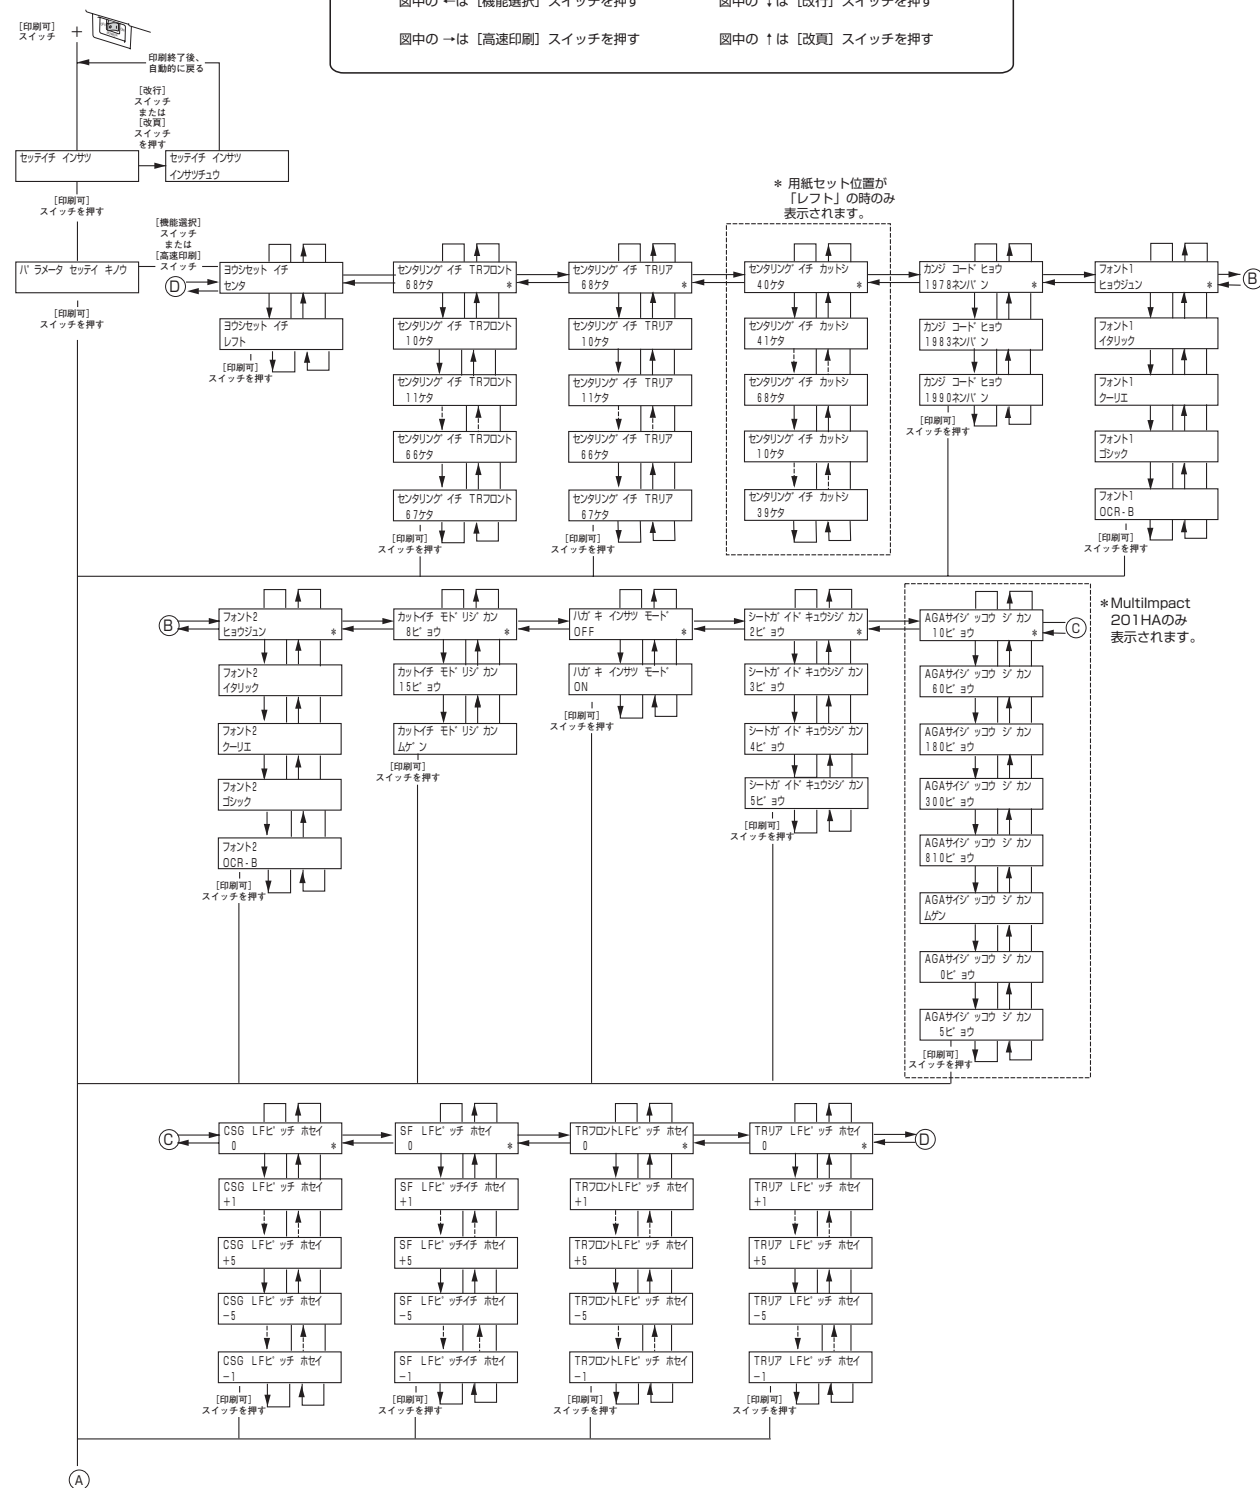 図中の ←は [機能選択] スイッチを押す
図中の ↓は [改行] スイッチを押す
図中の →は [高速印刷] スイッチを押す
図中の ↑は [改頁] スイッチを押す
[印刷可]
スイッチ
+
印刷終了後、
自動的に戻る
[改行]
スイッチ
または
[改頁]
スイッチ
を押す
セッテイチ インサツ
セッテイチ インサツ
インサツチュウ
[印刷可]
スイッチを押す
[機能選択]
スイッチ
または
[高速印刷]
スイッチ
パラメータ セッテイ キノウ
[印刷可]
スイッチを押す
D
ヨウシセット イチ
センタ
ヨウシセット イチ
レフト
[印刷可]
スイッチを押す
センタリング イチ TRフロント
68ケタ *
センタリング イチ TRフロント
10ケタ
センタリング イチ TRフロント
11ケタ
センタリング イチ TRフロント
66ケタ
センタリング イチ TRフロント
67ケタ
[印刷可]
スイッチを押す
センタリング イチ TRリア
68ケタ *
センタリング イチ TRリア
10ケタ
センタリング イチ TRリア
11ケタ
センタリング イチ TRリア
66ケタ
センタリング イチ TRリア
67ケタ
[印刷可]
スイッチを押す
* 用紙セット位置が
「レフト」の時のみ
表示されます。
センタリング イチ カットシ
40ケタ *
センタリング イチ カットシ
41ケタ
センタリング イチ カットシ
68ケタ
センタリング イチ カットシ
10ケタ
センタリング イチ カットシ
39ケタ
カンジ コード ヒョウ
1978ネンバン *
カンジ コード ヒョウ
1983ネンバン
カンジ コード ヒョウ
1990ネンバン
[印刷可]
スイッチを押す
フォント1
ヒョウジュン *
フォント1
イタリック
フォント1
クーリエ
フォント1
ゴシック
フォント1
OCR-B
[印刷可]
スイッチを押す
B
B
フォント2
ヒョウジュン *
フォント2
イタリック
フォント2
クーリエ
フォント2
ゴシック
フォント2
OCR-B
[印刷可]
スイッチを押す
カットイチ モドリジカン
8ビョウ *
カットイチ モドリジカン
15ビョウ
カットイチ モドリジカン
ムゲン
[印刷可]
スイッチを押す
ハガキ インサツ モード
OFF *
ハガキ インサツ モード
ON
[印刷可]
スイッチを押す
シートガイド キュウシジカン
2ビョウ *
シートガイド キュウシジカン
3ビョウ
シートガイド キュウシジカン
4ビョウ
シートガイド キュウシジカン
5ビョウ
[印刷可]
スイッチを押す
AGAサイジッコウ ジカン
10ビョウ *
AGAサイジッコウ ジカン
60ビョウ
AGAサイジッコウ ジカン
180ビョウ
AGAサイジッコウ ジカン
300ビョウ
AGAサイジッコウ ジカン
810ビョウ
AGAサイジッコウ ジカン
ムゲン
AGAサイジッコウ ジカン
0ビョウ
AGAサイジッコウ ジカン
5ビョウ
[印刷可]
スイッチを押す
C
*MultiImpact
201HAのみ
表示されます。
C
CSG LFピッチ ホセイ
0 *
CSG LFピッチ ホセイ
+1
CSG LFピッチ ホセイ
+5
CSG LFピッチ ホセイ
−5
CSG LFピッチ ホセイ
−1
[印刷可]
スイッチを押す
SF LFピッチ ホセイ
0 *
SF LFピッチイチ ホセイ
+1
SF LFピッチイチ ホセイ
+5
SF LFピッチイチ ホセイ
−5
SF LFピッチイチ ホセイ
−1
[印刷可]
スイッチを押す
TRフロントLFピッチ ホセイ
0 *
TRフロントLFピッチ ホセイ
+1
TRフロントLFピッチ ホセイ
+5
TRフロントLFピッチ ホセイ
−5
TRフロントLFピッチ ホセイ
−1
[印刷可]
スイッチを押す
TRリア LFピッチ ホセイ
0 *
TRリア LFピッチ ホセイ
+1
TRリア LFピッチ ホセイ
+5
TRリア LFピッチ ホセイ
−5
TRリア LFピッチ ホセイ
−1
[印刷可]
スイッチを押す
D
A